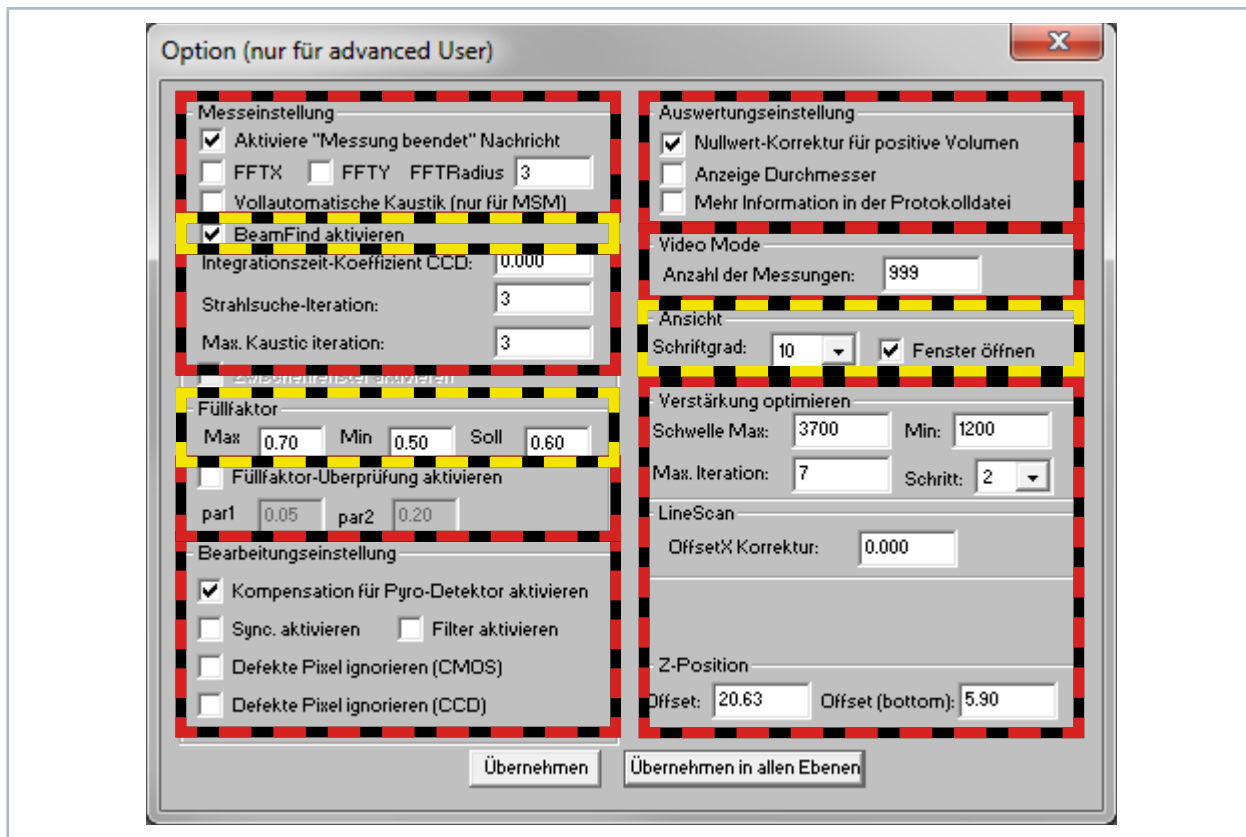 Option (nur für advanced User)
Messeinstellung
Aktiviere "Messung beendet" Nachricht
FFTX FFTY FFTRadius 3
Vollautomatische Kaustik (nur für MSM)
BeamFind aktivieren
Integrationszeit-Koeffizient CCD: 0.000
Strahlsuche-Iteration: 3
Max. Kaustic iteration: 3
Zwischenfenster aktivieren
Füllfaktor
Max 0.70 Min 0.50 Soll 0.60
Füllfaktor-Überprüfung aktivieren
par1 0.05 par2 0.20
Bearbeitungseinstellung
Kompensation für Pyro-Detektor aktivieren
Sync. aktivieren Filter aktivieren
Defekte Pixel ignorieren (CMOS)
Defekte Pixel ignorieren (CCD)
Auswertungseinstellung
Nullwert-Korrektur für positive Volumen
Anzeige Durchmesser
Mehr Information in der Protokolldatei
Video Mode
Anzahl der Messungen: 999
Ansicht
Schriftgrad: 10 Fenster öffnen
Verstärkung optimieren
Schwelle Max: 3700 Min: 1200
Max. Iteration: 7 Schritt: 2
LineScan
OffsetX Korrektur: 0.000
Z-Position
Offset: 20.63 Offset (bottom): 5.90
Übernehmen Übernehmen in allen Ebenen